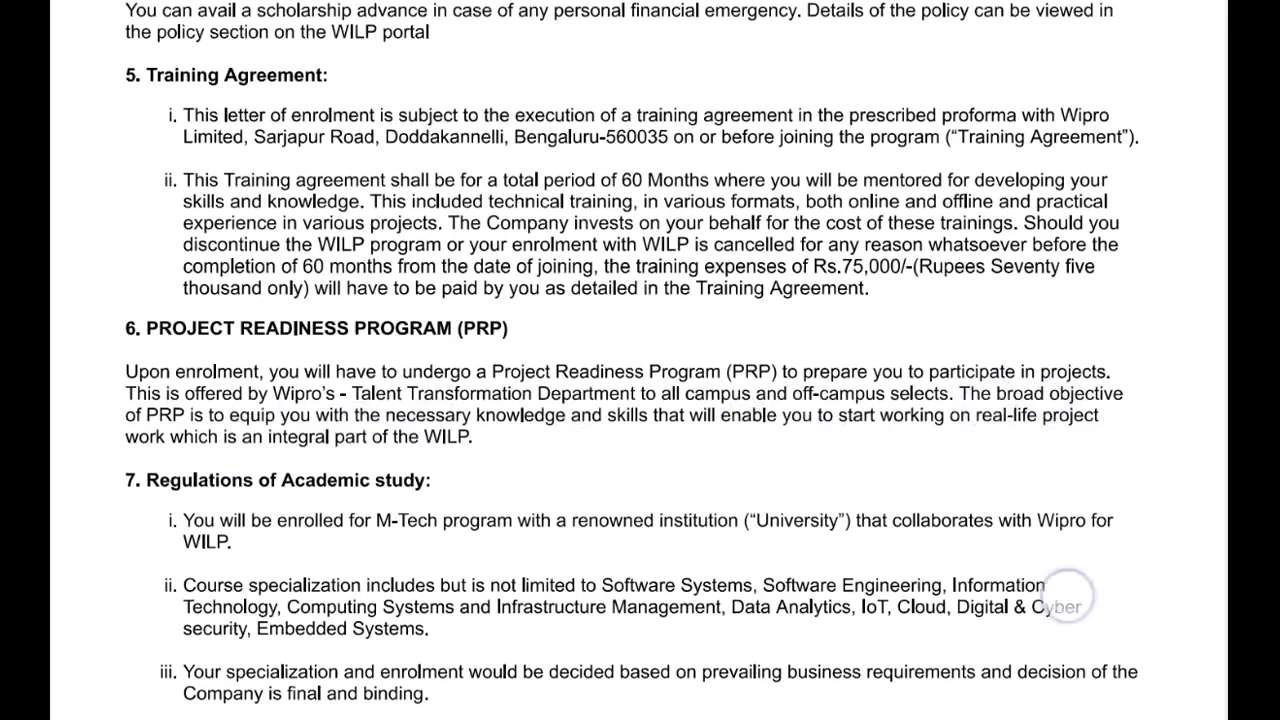 You can avail a scholarship advance in case of any personal financial emergency. Details of the policy can be viewed in
the policy section on the WILP portal
5. Training Agreement:
i. This letter of enrolment is subject to the execution of a training agreement in the prescribed proforma with Wipro
Limited, Sarjapur Road, Doddakannelli, Bengaluru-560035 on or before joining the program (“Training Agreement”).
ii. This Training agreement shall be for a total period of 60 Months where you will be mentored for developing your
skills and knowledge. This included technical training, in various formats, both online and offline and practical
experience in various projects. The Company invests on your behalf for the cost of these trainings. Should you
discontinue the WILP program or your enrolment with WILP is cancelled for any reason whatsoever before the
completion of 60 months from the date of joining, the training expenses of Rs.75,000/-(Rupees Seventy five
thousand only) will have to be paid by you as detailed in the Training Agreement.
6. PROJECT READINESS PROGRAM (PRP)
Upon enrolment, you will have to undergo a Project Readiness Program (PRP) to prepare you to participate in projects.
This is offered by Wipro’s - Talent Transformation Department to all campus and off-campus selects. The broad objective
of PRP is to equip you with the necessary knowledge and skills that will enable you to start working on real-life project
work which is an integral part of the WILP.
7. Regulations of Academic study:
i. You will be enrolled for M-Tech program with a renowned institution (“University”) that collaborates with Wipro for
WILP.
ii. Course specialization includes but is not limited to Software Systems, Software Engineering, Information
Technology, Computing Systems and Infrastructure Management, Data Analytics, IoT, Cloud, Digital & Cyber
security, Embedded Systems.
iii. Your specialization and enrolment would be decided based on prevailing business requirements and decision of the
Company is final and binding.